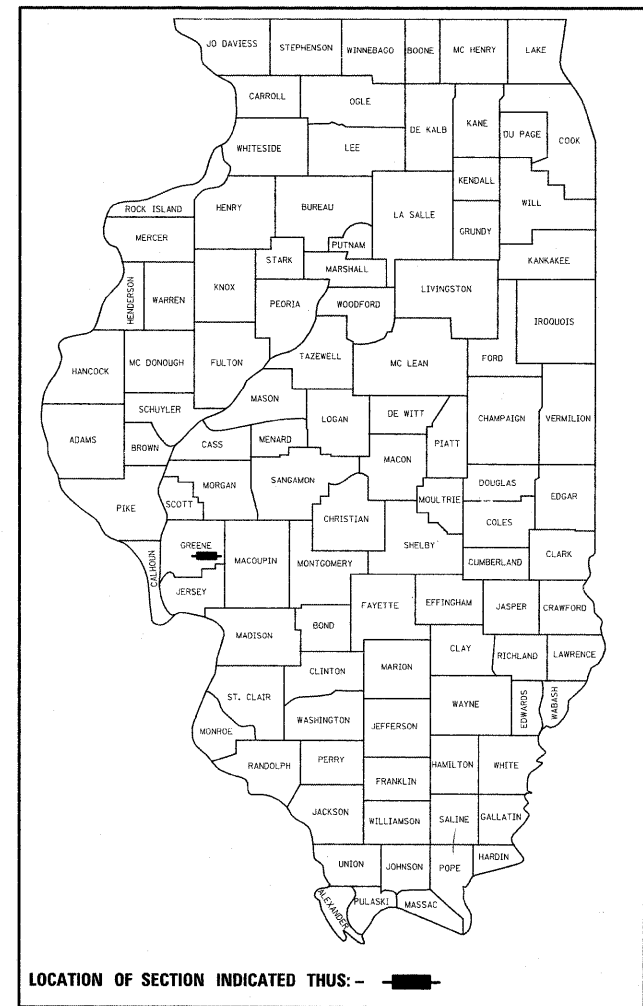 JO DAVIESS STEPHENSON WINNEBAGO BOONE MC HENRY LAKE
CARROLL OGLE DE KALB KANE DU PAGE COOK
WHITESIDE LEE KENDALL WILL
ROCK ISLAND HENRY BUREAU PUTNAM LA SALLE GRUNDY
MERCER STARK MARSHALL KANKAKEE
HENDERSON WARREN KNOX PEORIA WOODFORD LIVINGSTON IROQUOIS
HANCOCK MC DONOUGH FULTON TAZEWELL MC LEAN FORD
SCHUYLER MASON LOGAN DE WITT CHAMPAIGN VERMILION
ADAMS BROWN CASS MENARD MACON PIATT
PIKE SCOTT MORGAN SANGAMON CHRISTIAN MOULTRIE DOUGLAS EDGAR
COLES
CALHOUN GREENE MACOUPIN MONTGOMERY SHELBY CUMBERLAND CLARK
JERSEY FAYETTE EFFINGHAM JASPER CRAWFORD
MADISON BOND CLAY RICHLAND LAWRENCE
CLINTON MARION
ST. CLAIR WASHINGTON JEFFERSON WAYNE EDWARDS WABASH
MONROE
RANDOLPH PERRY FRANKLIN HAMILTON WHITE
JACKSON WILLIAMSON SALINE GALLATIN
UNION JOHNSON POPE HARDIN
ALEXANDER PULASKI MASSAC
LOCATION OF SECTION INDICATED THUS: -